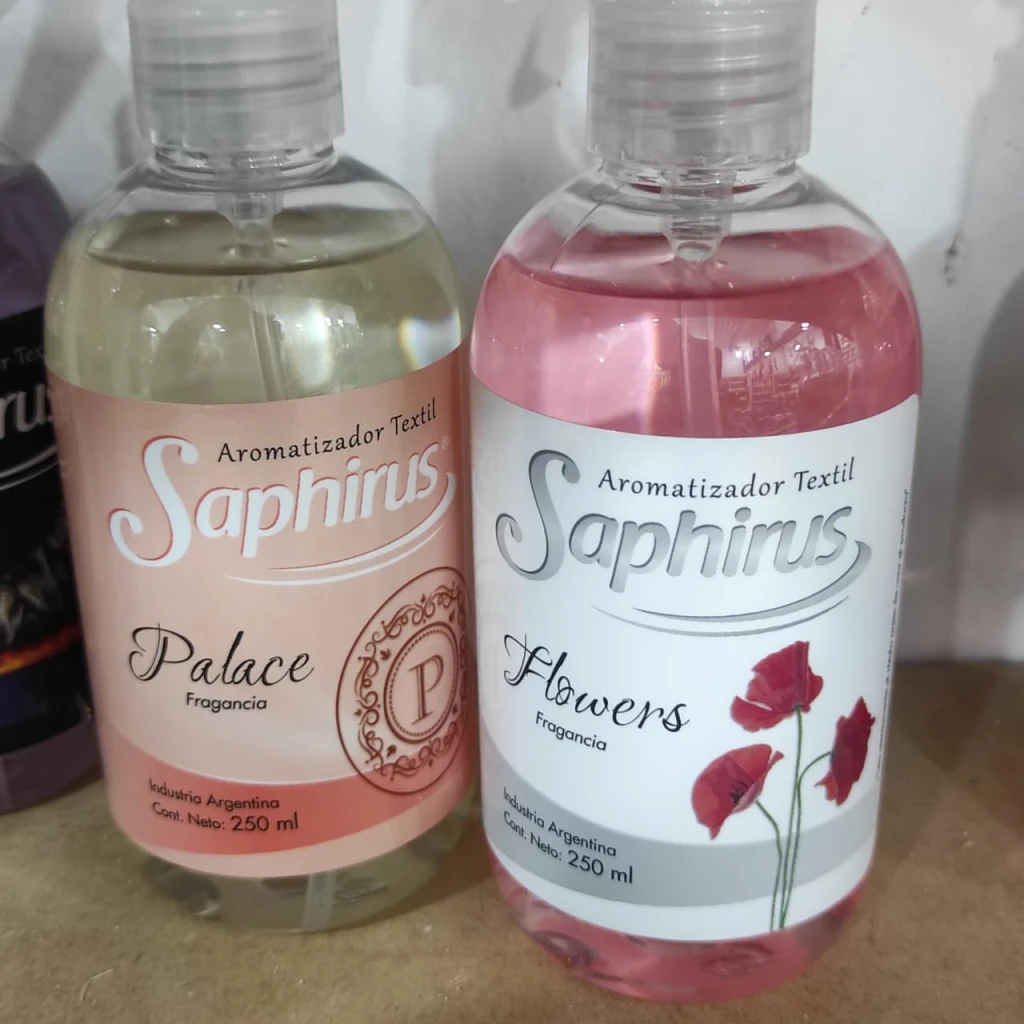 Aromatizador Textil
Saphirus®
Palace
Fragancia
P
Industria Argentina
Cont. Neto: 250 ml
Aromatizador Textil
Saphirus
Flowers
Fragancia
Industria Argentina
Cont. Neto: 250 ml